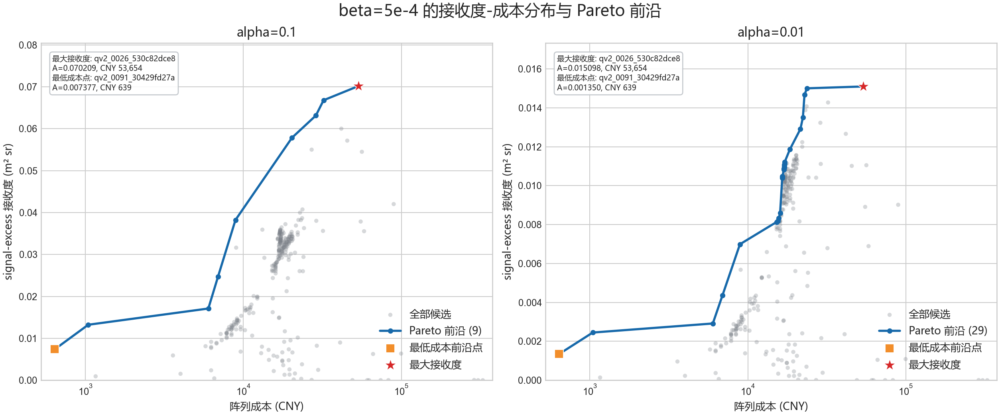 beta=5e-4 的接收度-成本分布与 Pareto 前沿
alpha=0.1
0.08
0.07
0.06
0.05
0.04
0.03
0.02
0.01
0.00
signal-excess 接收度 (m² sr)
最大接收度: qv2_0026_530c82dce8
A=0.070209, CNY 53,654
最低成本点: qv2_0091_30429fd27a
A=0.007377, CNY 639
全部候选
Pareto 前沿 (9)
最低成本前沿点
最大接收度
10³
10⁴
10⁵
阵列成本 (CNY)
alpha=0.01
0.016
0.014
0.012
0.010
0.008
0.006
0.004
0.002
0.000
signal-excess 接收度 (m² sr)
最大接收度: qv2_0026_530c82dce8
A=0.015098, CNY 53,654
最低成本点: qv2_0091_30429fd27a
A=0.001350, CNY 639
全部候选
Pareto 前沿 (29)
最低成本前沿点
最大接收度
10³
10⁴
10⁵
阵列成本 (CNY)